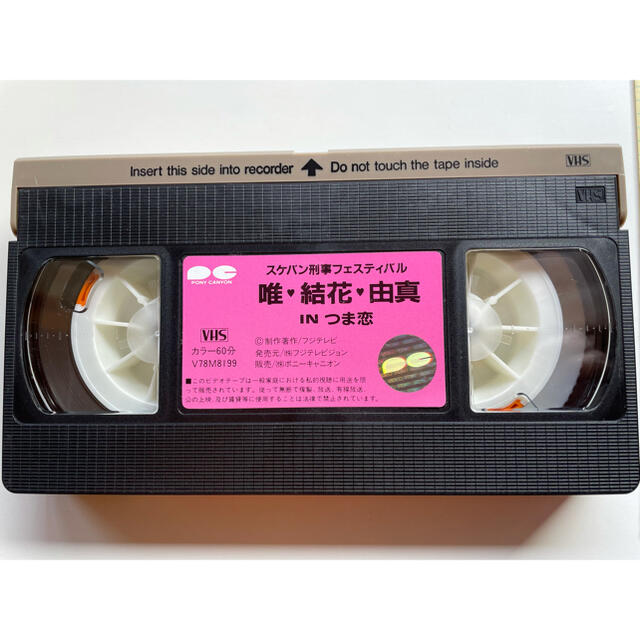 Insert this side into recorder ↑ Do not touch the tape inside
VHS
VHS
PC
PONY CANYON
スケバン刑事フェスティバル
唯♥結花♥由真
IN つま恋
VHS
カラー60分
V78M8199
©制作著作/フジテレビ
発売元/㈱フジテレビジョン
販売/㈱ポニーキャニオン
PC
■このビデオテープは一般家庭における私的視聴に用途を限
って販売されています。従って無断で複製、放送、有線放送、
公の上映、及び賃貸等に使用することは法律で禁止されています。